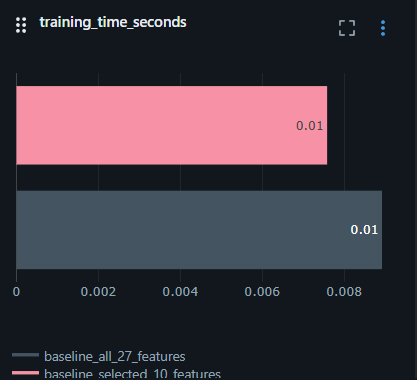 training_time_seconds
0.01
0.01
0 0.002 0.004 0.006 0.008
baseline_all_27_features
baseline_selected_10_features